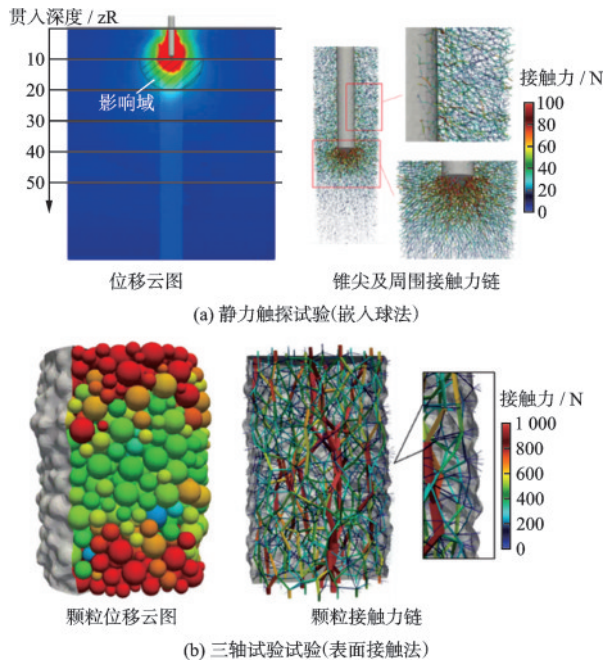 贯入深度 / zR
10
20
30
40
50
影响域
位移云图
接触力 / N
100
80
60
40
20
0
锥尖及周围接触力链
(a) 静力触探试验(嵌入球法)
颗粒位移云图
颗粒接触力链
接触力 / N
1 000
800
600
400
200
0
(b) 三轴试验试验(表面接触法)